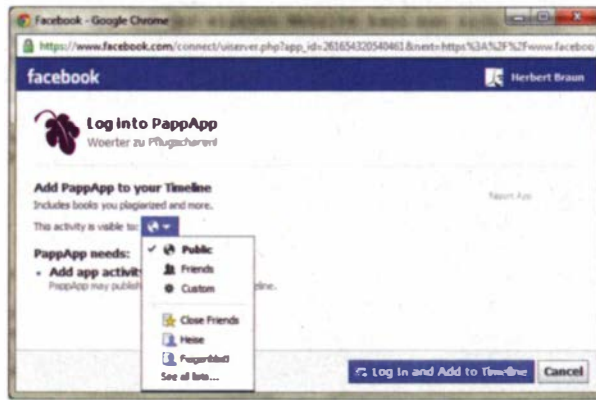 Facebook - Google Chrome
https://www.facebook.com/connect/uiserver.php?app_id=261654320540461&next=https%3A%2F%2Fwww.faceboo
facebook
Herbert Braun
Log into PappApp
Woerter zu Pflugscharen!
Add PappApp to your Timeline
Report App
Includes books you plagiarized and more.
This activity is visible to:
Public
PappApp needs:
Friends
Add app activit
PappApp may publish
eline.
Custom
Close Friends
Heise
See all lists...
Log In and Add to Timeline
Cancel